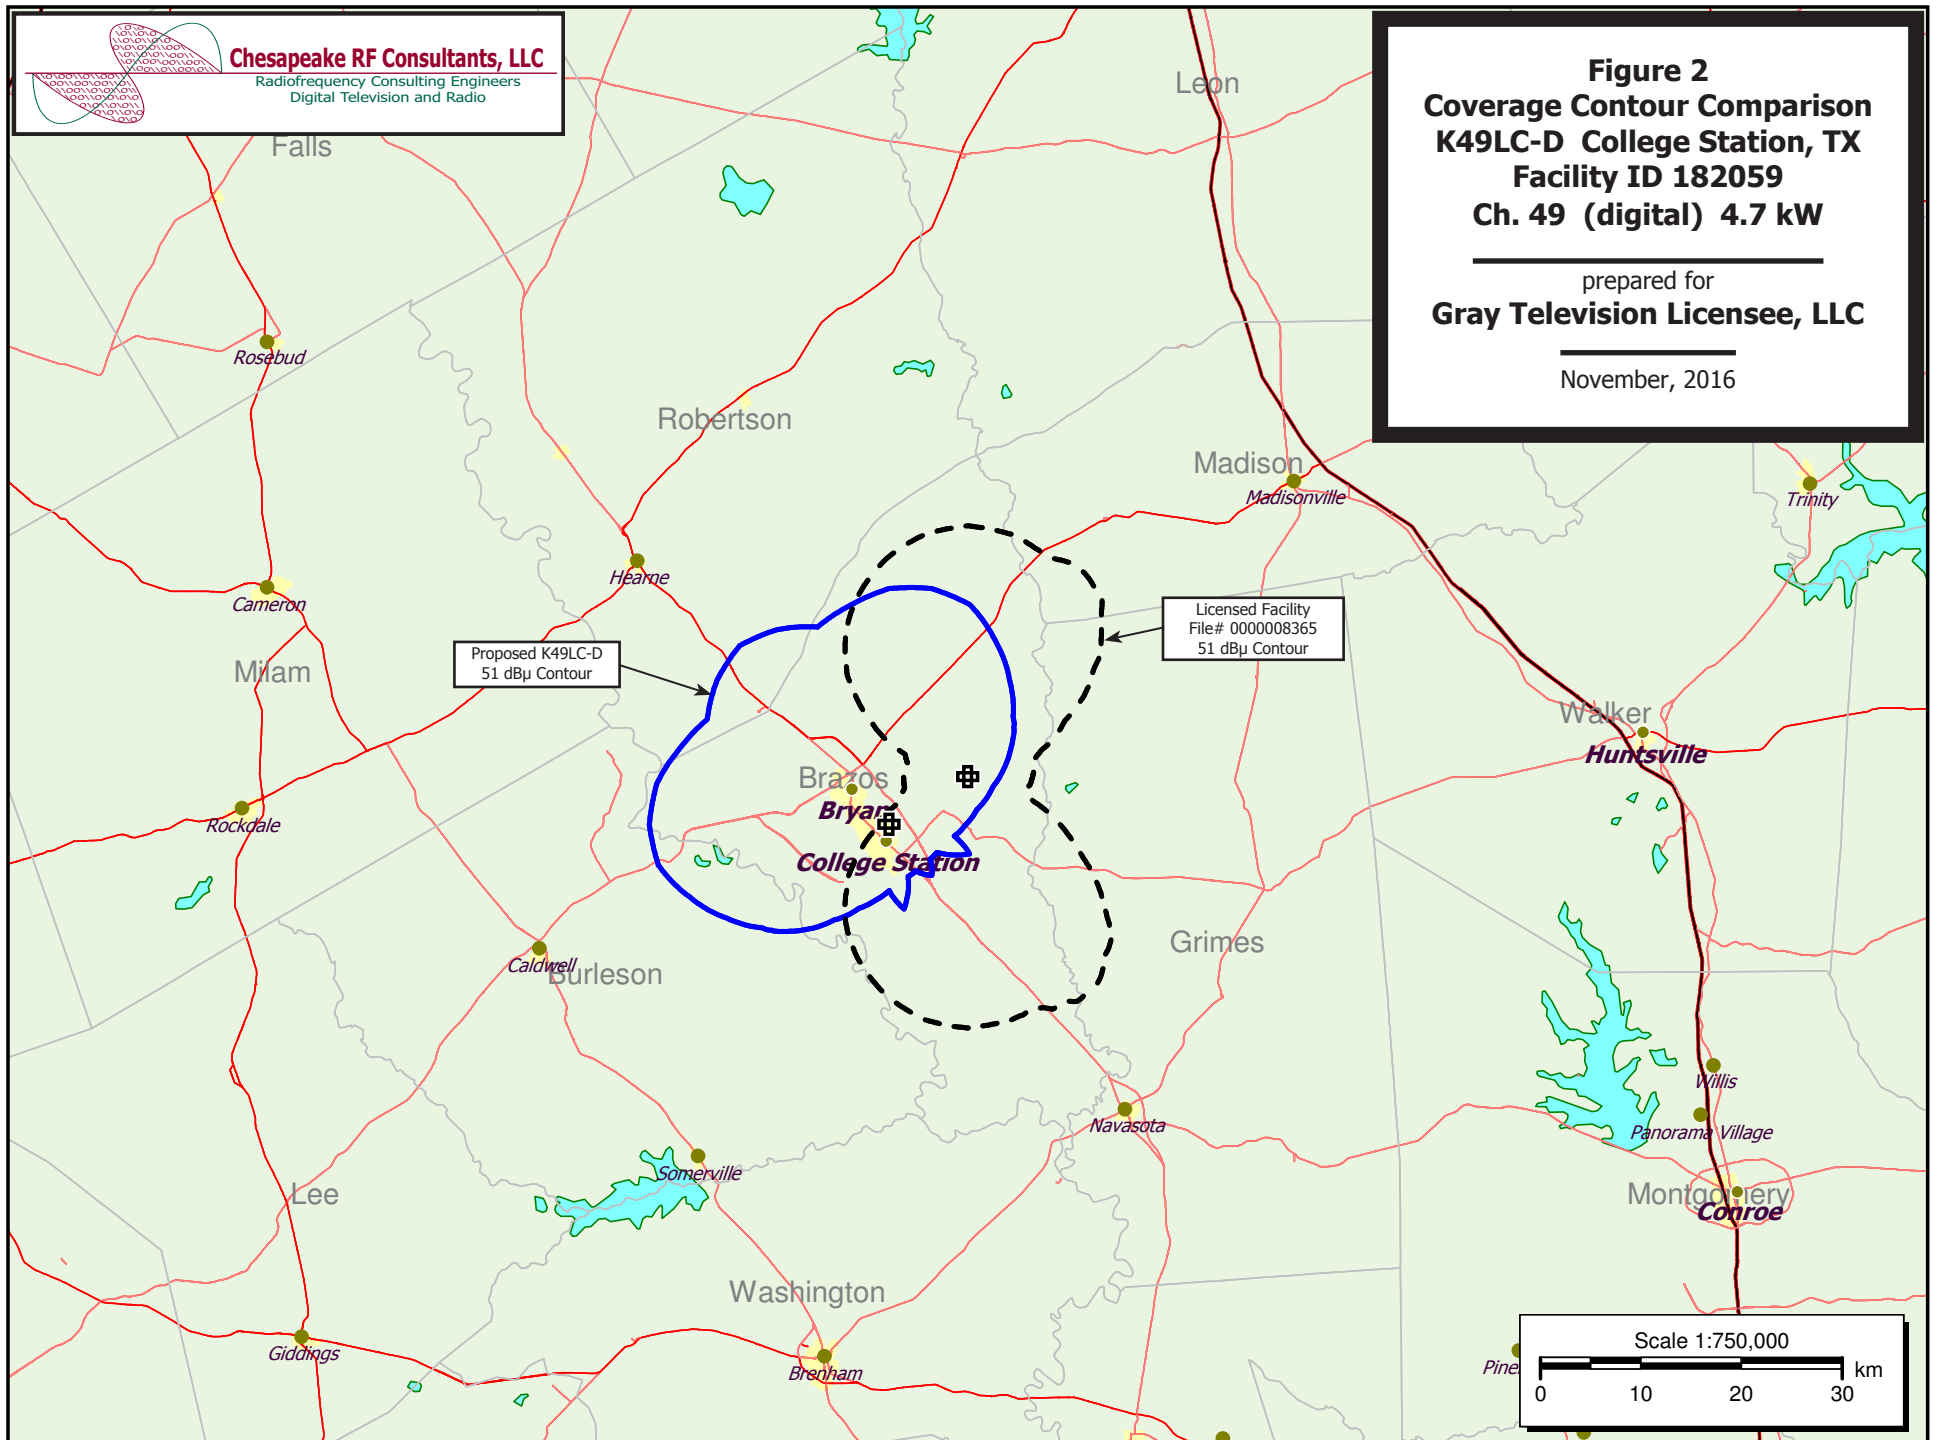 Chesapeake RF Consultants, LLC
Radiofrequency Consulting Engineers
Digital Television and Radio
Figure 2
Coverage Contour Comparison
K49LC-D College Station, TX
Facility ID 182059
Ch. 49 (digital) 4.7 kW
prepared for
Gray Television Licensee, LLC
November, 2016
Leon
Falls
Rosebud
Robertson
Madison
Madisonville
Trinity
Hearne
Cameron
Licensed Facility
File# 0000008365
51 dBμ Contour
Proposed K49LC-D
51 dBμ Contour
Milam
Walker
Huntsville
Brazos
Bryan
Rockdale
College Station
Grimes
Caldwell
Burleson
Willis
Navasota
Panorama Village
Somerville
Lee
Montgomery
Conroe
Washington
Giddings
Brenham
Scale 1:750,000
km
0 10 20 30